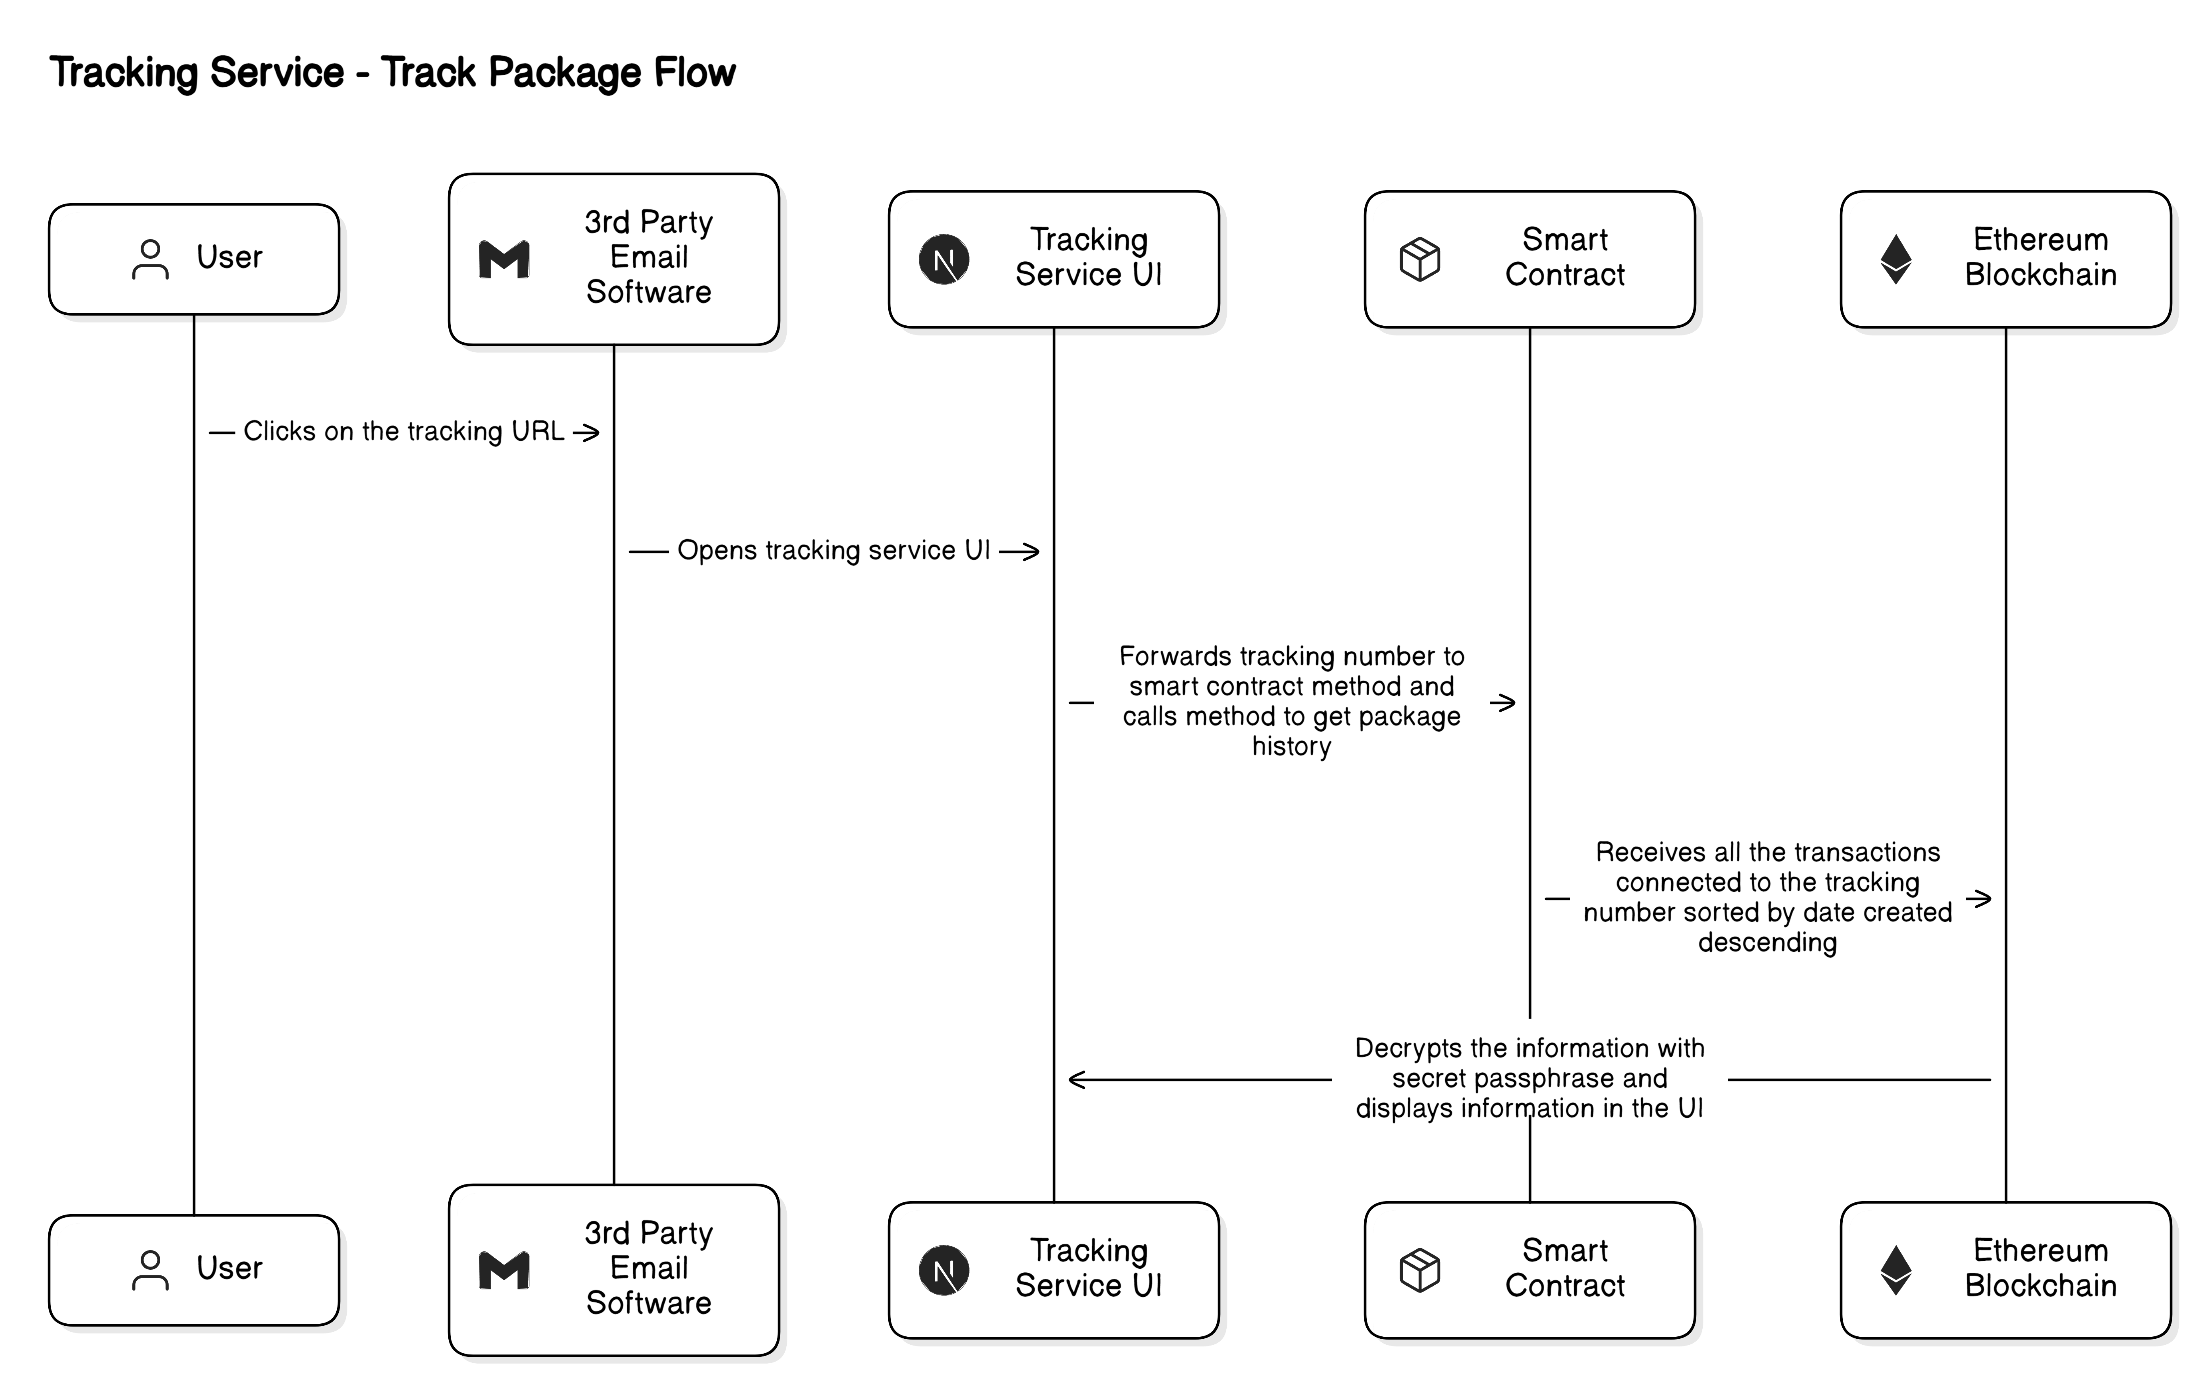 Tracking Service - Track Package Flow
User
3rd Party
Email
Software
Tracking
Service UI
Smart
Contract
Ethereum
Blockchain
Clicks on the tracking URL
Opens tracking service UI
Forwards tracking number to
smart contract method and
calls method to get package
history
Receives all the transactions
connected to the tracking
number sorted by date created
descending
Decrypts the information with
secret passphrase and
displays information in the UI
User
3rd Party
Email
Software
Tracking
Service UI
Smart
Contract
Ethereum
Blockchain